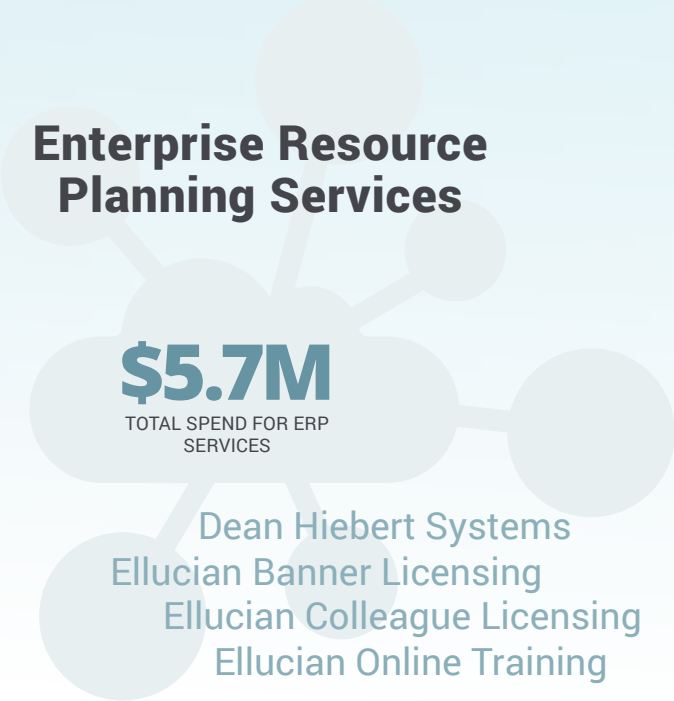 Enterprise Resource
Planning Services
$5.7M
TOTAL SPEND FOR ERP
SERVICES
Dean Hiebert Systems
Ellucian Banner Licensing
Ellucian Colleague Licensing
Ellucian Online Training